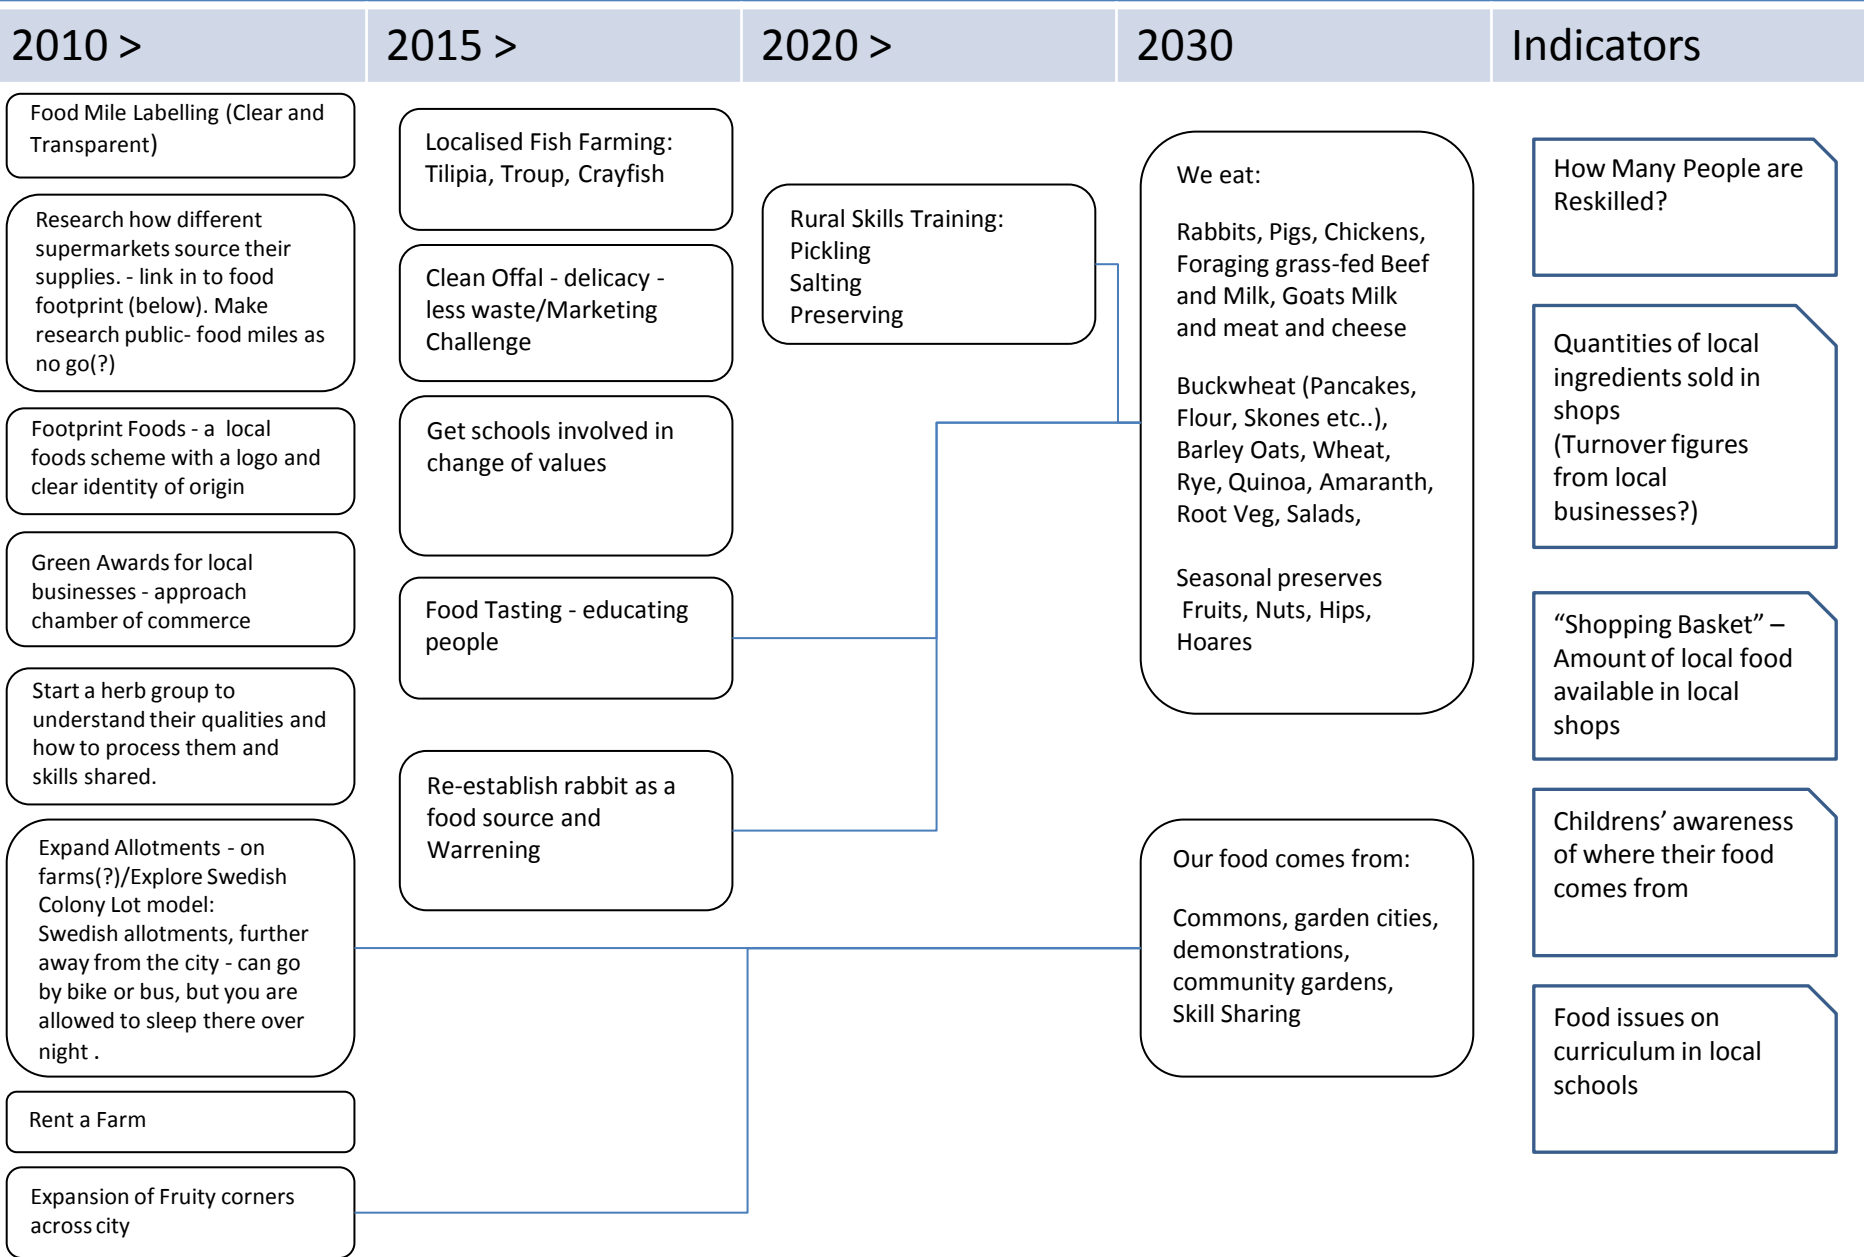 2010 >
2015 >
2020 >
2030
Indicators
Food Mile Labelling (Clear and
Transparent)
Research how different
supermarkets source their
supplies. - link in to food
footprint (below). Make
research public- food miles as
no go(?)
Footprint Foods - a local
foods scheme with a logo and
clear identity of origin
Green Awards for local
businesses - approach
chamber of commerce
Start a herb group to
understand their qualities and
how to process them and
skills shared.
Expand Allotments - on
farms(?)/Explore Swedish
Colony Lot model:
Swedish allotments, further
away from the city - can go
by bike or bus, but you are
allowed to sleep there over
night .
Rent a Farm
Expansion of Fruity corners
across city
Localised Fish Farming:
Tilipia, Troup, Crayfish
Clean Offal - delicacy -
less waste/Marketing
Challenge
Get schools involved in
change of values
Food Tasting - educating
people
Re-establish rabbit as a
food source and
Warrening
Rural Skills Training:
Pickling
Salting
Preserving
We eat:
Rabbits, Pigs, Chickens,
Foraging grass-fed Beef
and Milk, Goats Milk
and meat and cheese
Buckwheat (Pancakes,
Flour, Skones etc..),
Barley Oats, Wheat,
Rye, Quinoa, Amaranth,
Root Veg, Salads,
Seasonal preserves
Fruits, Nuts, Hips,
Hoares
Our food comes from:
Commons, garden cities,
demonstrations,
community gardens,
Skill Sharing
How Many People are
Reskilled?
Quantities of local
ingredients sold in
shops
(Turnover figures
from local
businesses?)
“Shopping Basket” –
Amount of local food
available in local
shops
Childrens’ awareness
of where their food
comes from
Food issues on
curriculum in local
schools